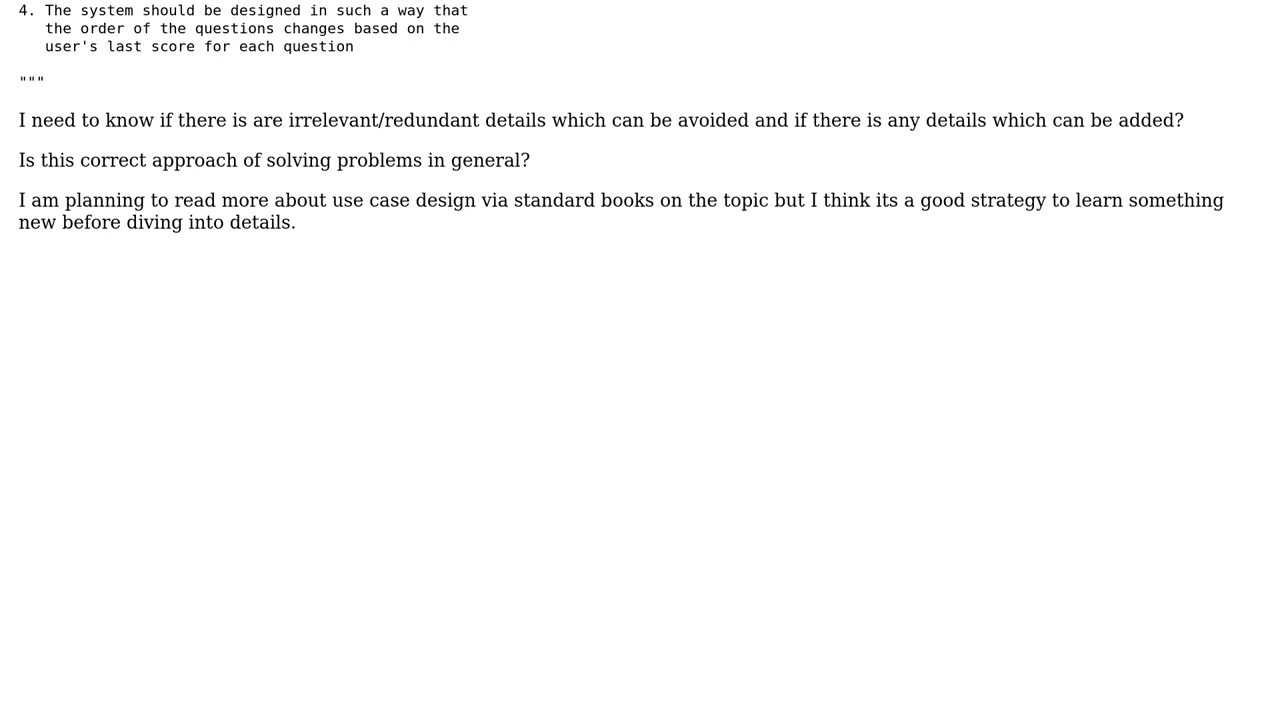 4. The system should be designed in such a way that
the order of the questions changes based on the
user's last score for each question
"""
I need to know if there is are irrelevant/redundant details which can be avoided and if there is any details which can be added?
Is this correct approach of solving problems in general?
I am planning to read more about use case design via standard books on the topic but I think its a good strategy to learn something
new before diving into details.